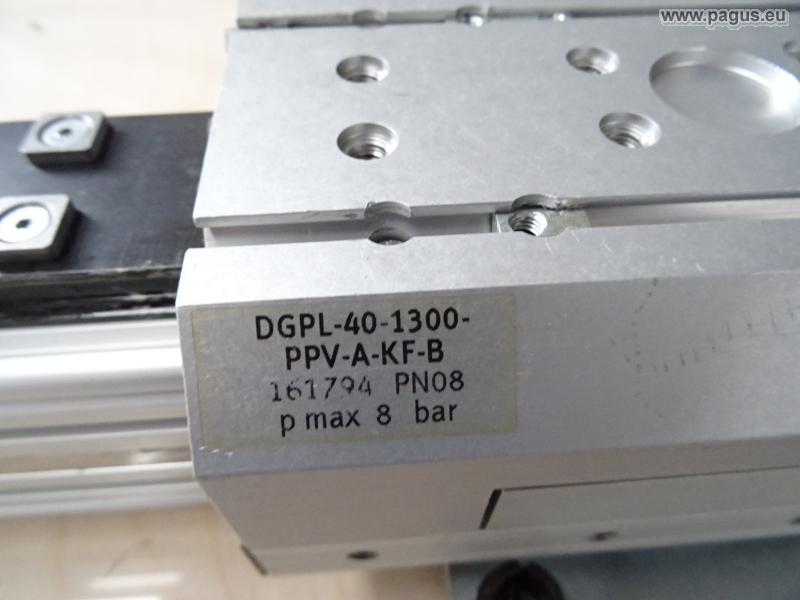 www.pagus.eu
DGPL-40-1300-
PPV-A-KF-B
161794 PN08
p max 8 bar